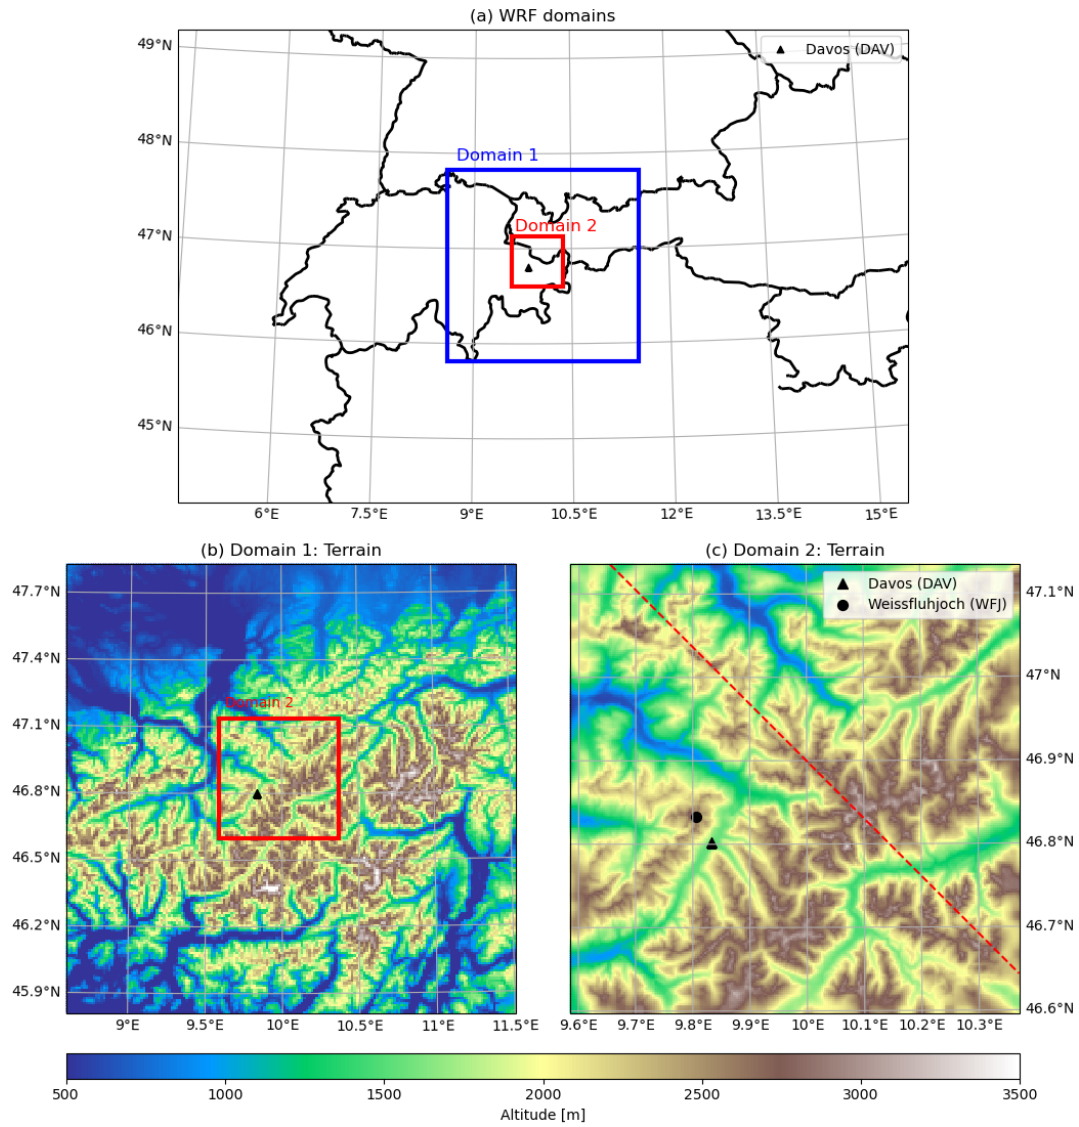 (a) WRF domains
Davos (DAV)
49°N
48°N
47°N
46°N
45°N
Domain 1
Domain 2
6°E 7.5°E 9°E 10.5°E 12°E 13.5°E 15°E
(b) Domain 1: Terrain
47.7°N
47.4°N
47.1°N
46.8°N
46.5°N
46.2°N
45.9°N
Domain 2
9°E 9.5°E 10°E 10.5°E 11°E 11.5°E
(c) Domain 2: Terrain
Davos (DAV)
Weissfluhjoch (WFJ)
47.1°N
47°N
46.9°N
46.8°N
46.7°N
46.6°N
9.6°E 9.7°E 9.8°E 9.9°E 10°E 10.1°E 10.2°E 10.3°E
500 1000 1500 2000 2500 3000 3500
Altitude [m]